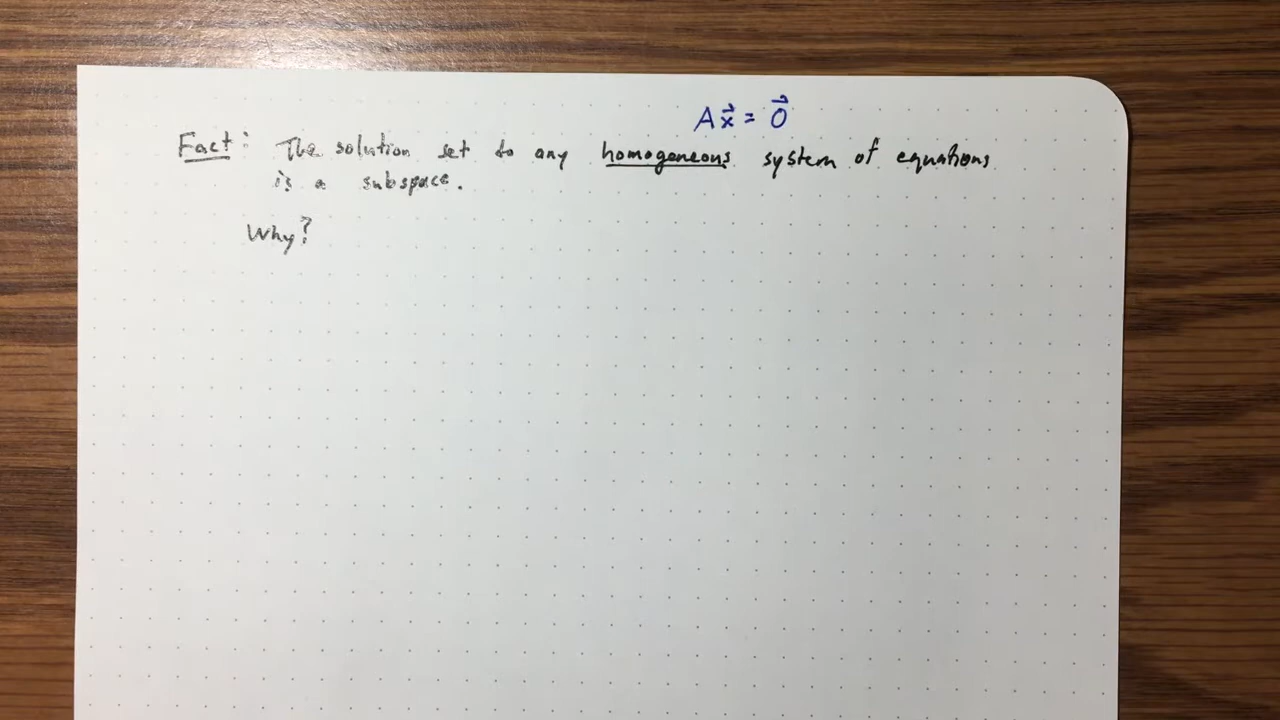 A x⃗ = 0⃗
Fact: The solution set to any homogeneous system of equations
is a subspace.
Why?